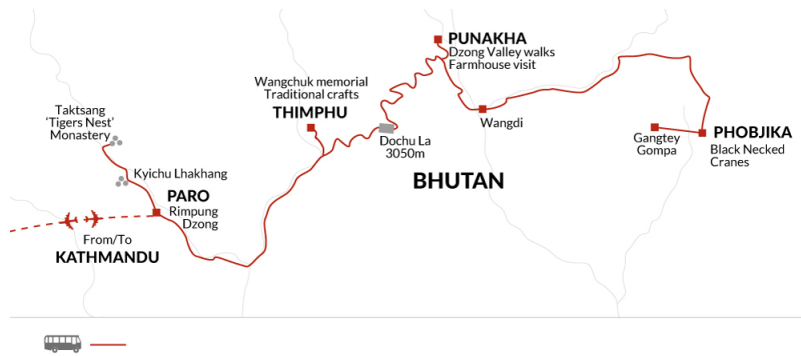 PUNAKHA
Dzong Valley walks
Farmhouse visit
Wangchuk memorial
Traditional crafts
THIMPHU
Taktsang
‘Tigers Nest’
Monastery
Dochu La
3050m
Wangdi
Gangtey
Gompa
PHOBJIKA
Black Necked
Cranes
Kyichu Lhakhang
PARO
Rimpung
Dzong
BHUTAN
From/To
KATHMANDU